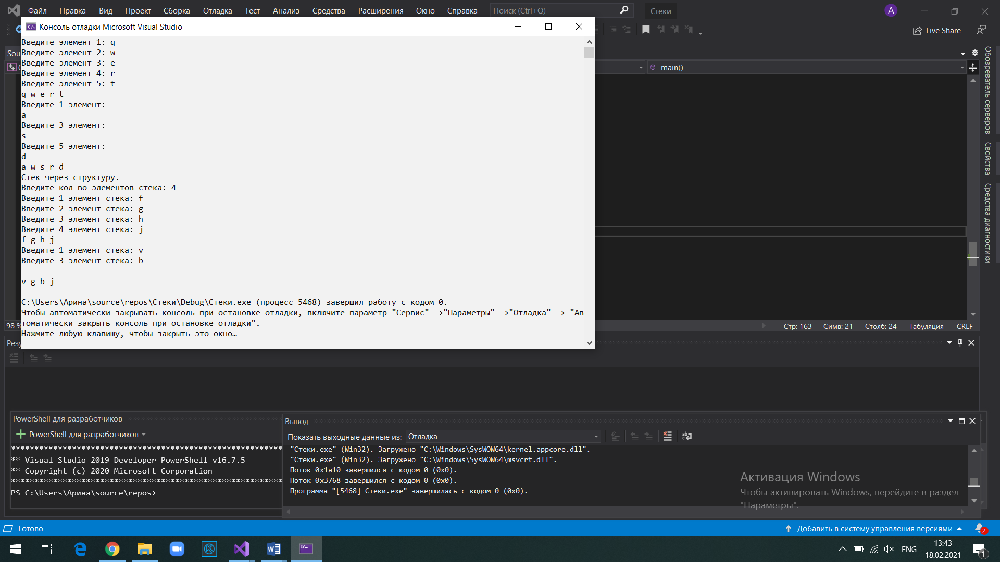 Файл Правка Вид Проект Сборка Отладка Тест Анализ Средства Расширения Окно Справка Поиск (Ctrl+Q) Стеки A
Live Share
Консоль отладки Microsoft Visual Studio
Введите элемент 1: q
Введите элемент 2: w
Введите элемент 3: e
Введите элемент 4: r
Введите элемент 5: t
q w e r t
Введите 1 элемент:
a
Введите 3 элемент:
s
Введите 5 элемент:
d
a w s r d
Стек через структуру.
Введите кол-во элементов стека: 4
Введите 1 элемент стека: f
Введите 2 элемент стека: g
Введите 3 элемент стека: h
Введите 4 элемент стека: j
f g h j
Введите 1 элемент стека: v
Введите 3 элемент стека: b
v g b j
C:\Users\Арина\source\repos\Стеки\Debug\Стеки.exe (процесс 5468) завершил работу с кодом 0.
Чтобы автоматически закрывать консоль при остановке отладки, включите параметр "Сервис" ->"Параметры" ->"Отладка" -> "Ав
томатически закрыть консоль при остановке отладки".
Нажмите любую клавишу, чтобы закрыть это окно…
main()
Обозреватель серверов
Свойства
Средства диагностики
98 %
Стр: 163 Симв: 21 Столб: 24 Табуляция CRLF
PowerShell для разработчиков
PowerShell для разработчиков
********************************************************
** Visual Studio 2019 Developer PowerShell v16.7.5
** Copyright (c) 2020 Microsoft Corporation
********************************************************
PS C:\Users\Арина\source\repos>
Вывод
Показать выходные данные из: Отладка
"Стеки.exe" (Win32). Загружено "C:\Windows\SysWOW64\kernel.appcore.dll".
"Стеки.exe" (Win32). Загружено "C:\Windows\SysWOW64\msvcrt.dll".
Поток 0x1a10 завершился с кодом 0 (0x0).
Поток 0x3768 завершился с кодом 0 (0x0).
Программа "[5468] Стеки.exe" завершилась с кодом 0 (0x0).
Активация Windows
Чтобы активировать Windows, перейдите в раздел
"Параметры".
Готово
Добавить в систему управления версиями 2
ENG
13:43
18.02.2021
1